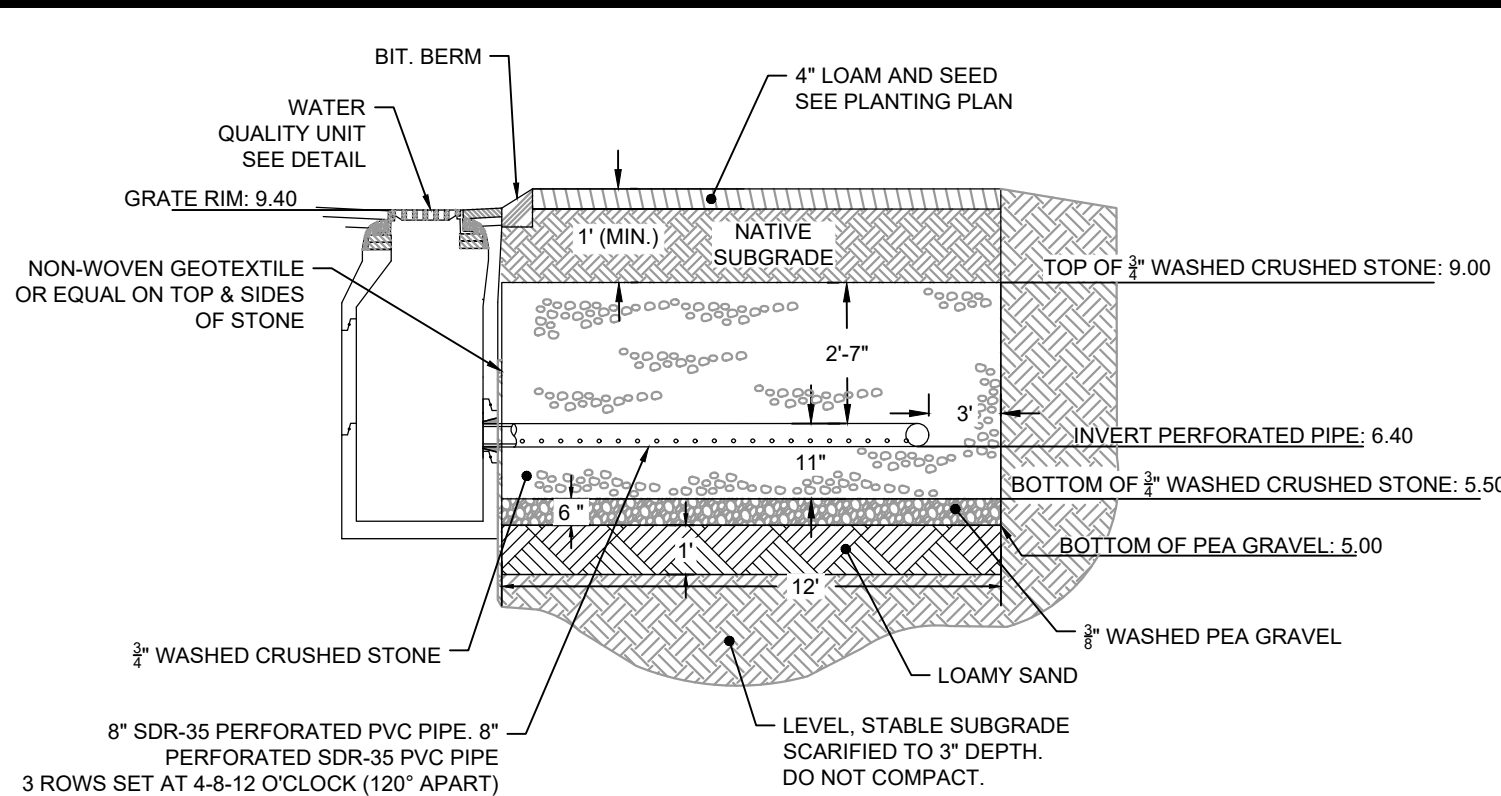 BIT. BERM
4" LOAM AND SEED
SEE PLANTING PLAN
WATER
QUALITY UNIT
SEE DETAIL
GRATE RIM: 9.40
1' (MIN.)
NATIVE
SUBGRADE
NON-WOVEN GEOTEXTILE
OR EQUAL ON TOP & SIDES
OF STONE
TOP OF 3/4" WASHED CRUSHED STONE: 9.00
2'-7"
3'
INVERT PERFORATED PIPE: 6.40
11"
BOTTOM OF 3/4" WASHED CRUSHED STONE: 5.50
6 "
1'
BOTTOM OF PEA GRAVEL: 5.00
12'
3/8" WASHED PEA GRAVEL
3/4" WASHED CRUSHED STONE
LOAMY SAND
8" SDR-35 PERFORATED PVC PIPE. 8"
PERFORATED SDR-35 PVC PIPE
3 ROWS SET AT 4-8-12 O'CLOCK (120° APART)
LEVEL, STABLE SUBGRADE
SCARIFIED TO 3" DEPTH.
DO NOT COMPACT.